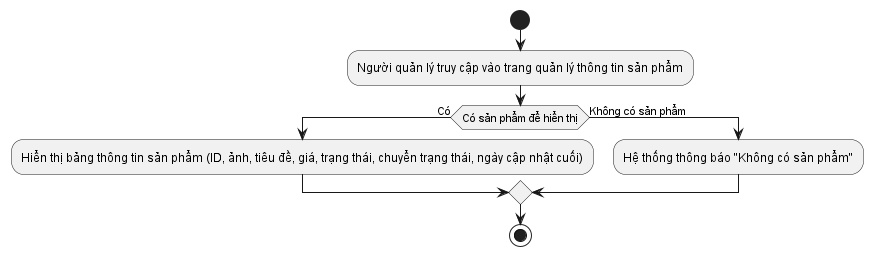 Người quản lý truy cập vào trang quản lý thông tin sản phẩm
Có
Có sản phẩm để hiển thị
Không có sản phẩm
Hiển thị bảng thông tin sản phẩm (ID, ảnh, tiêu đề, giá, trạng thái, chuyển trạng thái, ngày cập nhật cuối)
Hệ thống thông báo "Không có sản phẩm"